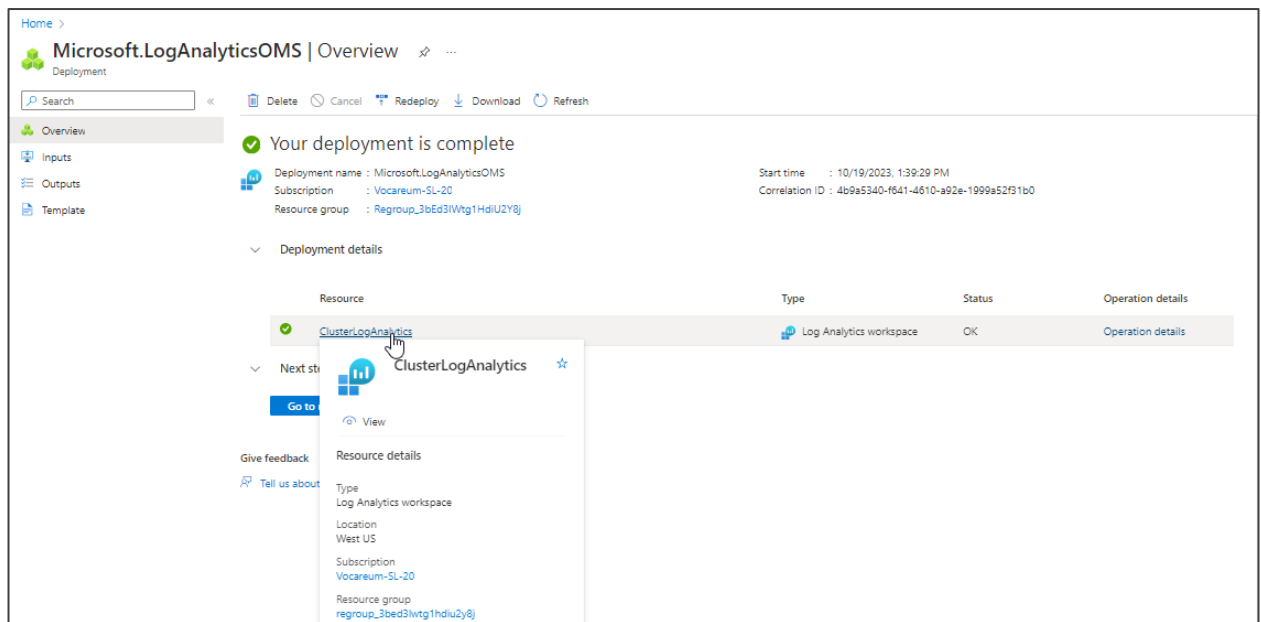 Home >
Microsoft.LogAnalyticsOMS | Overview ...
Deployment
Search «
Delete Cancel Redeploy Download Refresh
Overview
Inputs
Outputs
Template
Your deployment is complete
Deployment name : Microsoft.LogAnalyticsOMS
Subscription : Vocareum-SL-20
Resource group : Regroup_3bEd3IWtg1HdiU2Y8j
Start time : 10/19/2023, 1:39:29 PM
Correlation ID : 4b9a5340-f641-4610-a92e-1999a52f31b0
Deployment details
Resource Type Status Operation details
ClusterLogAnalytics Log Analytics workspace OK Operation details
Next st
Go to
Give feedback
Tell us about
ClusterLogAnalytics
View
Resource details
Type
Log Analytics workspace
Location
West US
Subscription
Vocareum-SL-20
Resource group
regroup_3bed3lwtg1hdiu2y8j